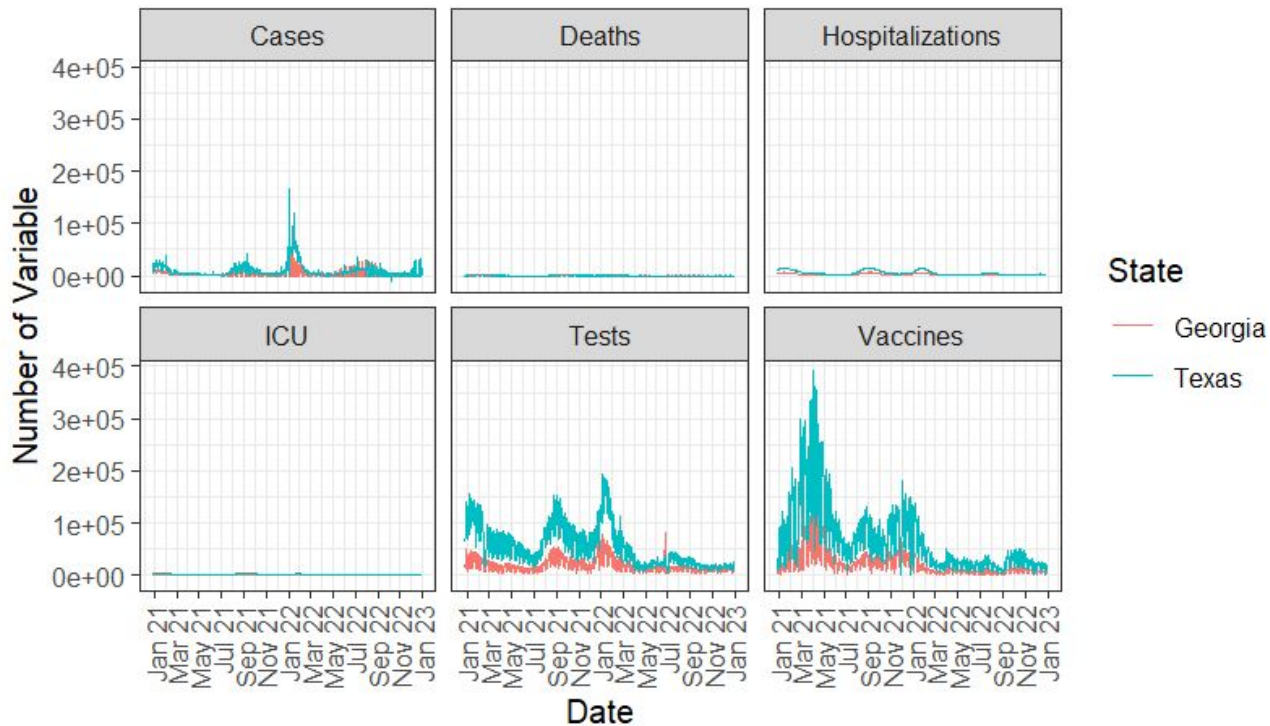 Cases Deaths Hospitalizations
4e+05
3e+05
2e+05
1e+05
0e+00
ICU Tests Vaccines
4e+05
3e+05
2e+05
1e+05
0e+00
Number of Variable
Jan 21 Mar 21 May 21 Jul 21 Sep 21 Nov 21 Jan 22 Mar 22 May 22 Jul 22 Sep 22 Nov 22 Jan 23
Jan 21 Mar 21 May 21 Jul 21 Sep 21 Nov 21 Jan 22 Mar 22 May 22 Jul 22 Sep 22 Nov 22 Jan 23
Jan 21 Mar 21 May 21 Jul 21 Sep 21 Nov 21 Jan 22 Mar 22 May 22 Jul 22 Sep 22 Nov 22 Jan 23
Date
State
Georgia
Texas